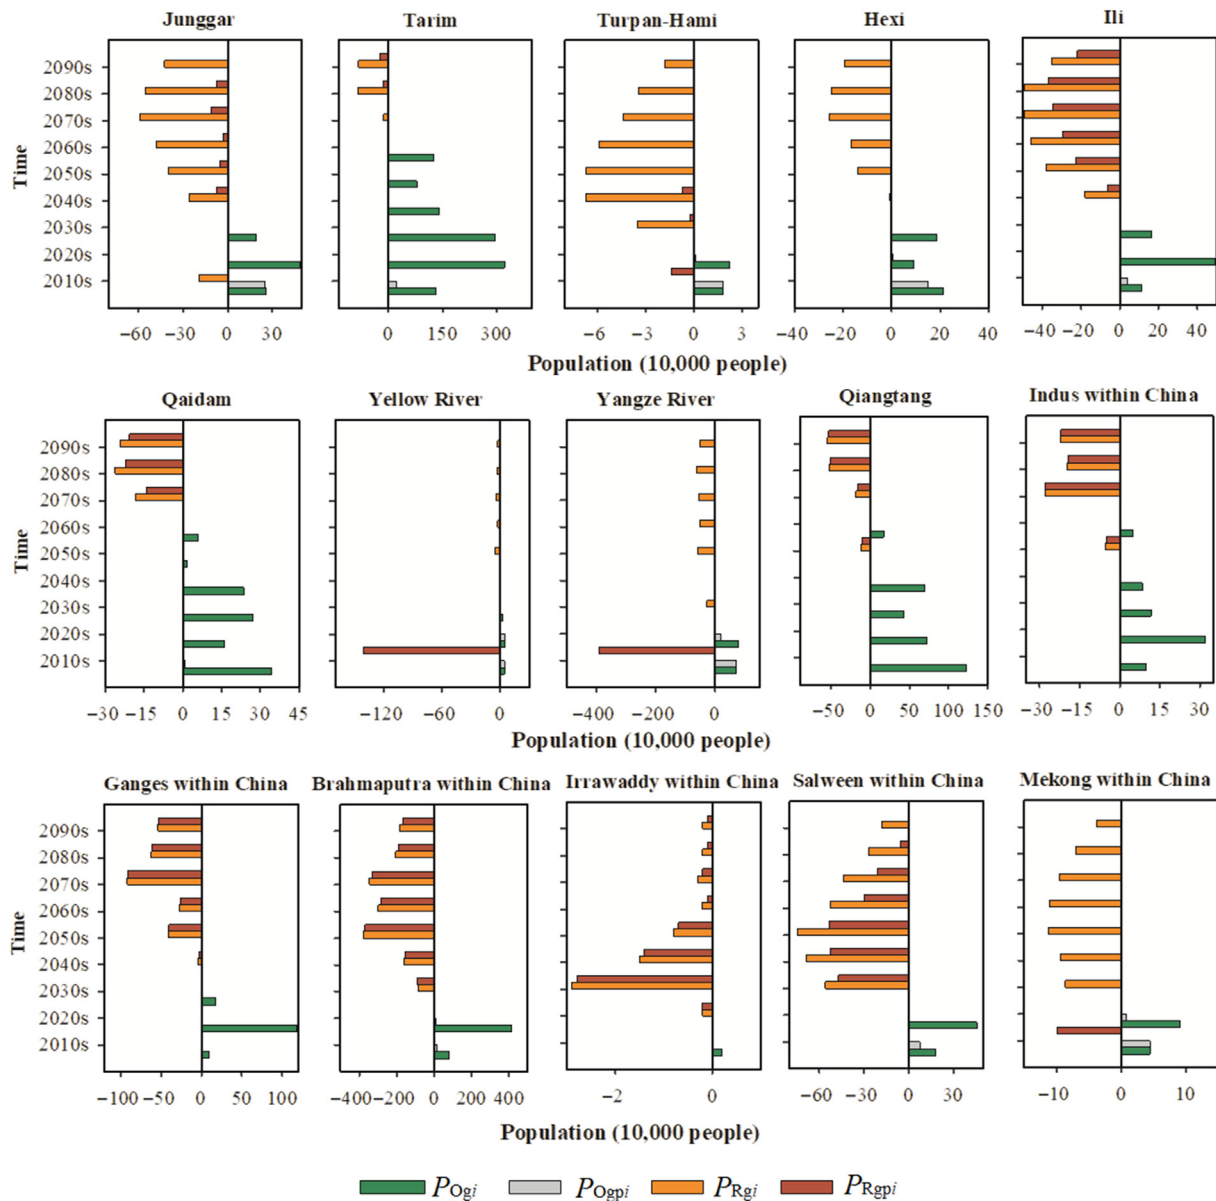 Junggar Tarim Turpan-Hami Hexi Ili
Time
2090s
2080s
2070s
2060s
2050s
2040s
2030s
2020s
2010s
−60 −30 0 30 0 150 300 −6 −3 0 3 −40 −20 0 20 40 −40 −20 0 20 40
Population (10,000 people)
Qaidam Yellow River Yangze River Qiangtang Indus within China
Time
2090s
2080s
2070s
2060s
2050s
2040s
2030s
2020s
2010s
−30 −15 0 15 30 45 −120 −60 0 −400 −200 0 −50 0 50 100 150 −30 −15 0 15 30
Population (10,000 people)
Ganges within China Brahmaputra within China Irrawaddy within China Salween within China Mekong within China
Time
2090s
2080s
2070s
2060s
2050s
2040s
2030s
2020s
2010s
−100 −50 0 50 100 −400 −200 0 200 400 −2 0 −60 −30 0 30 −10 0 10
Population (10,000 people)
POgi POgpi PRgi PRgpi